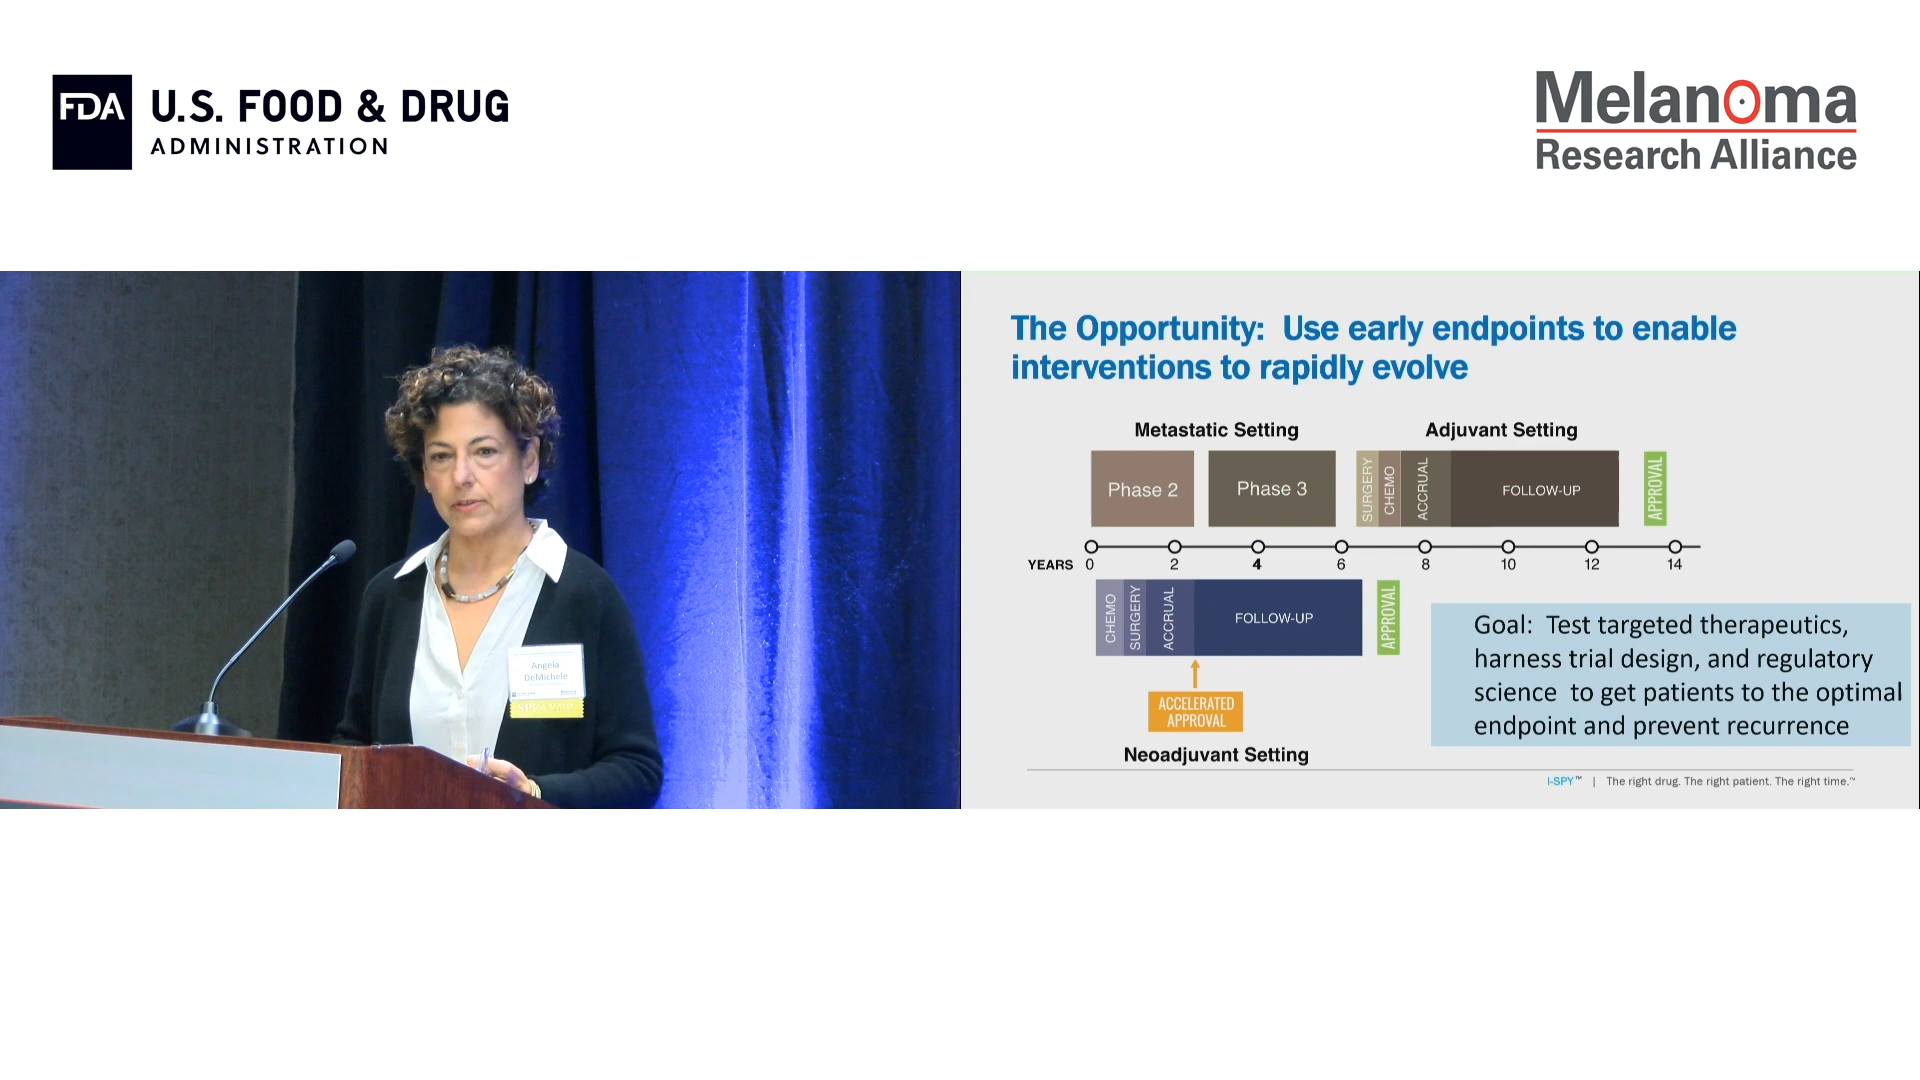 FDA
U.S. FOOD & DRUG
ADMINISTRATION
Melanoma
Research Alliance
Angela
DeMichele
SPEAKER
The Opportunity:  Use early endpoints to enable
interventions to rapidly evolve
Metastatic Setting
Adjuvant Setting
Phase 2
Phase 3
SURGERY
CHEMO
ACCRUAL
FOLLOW-UP
APPROVAL
YEARS 0 2 4 6 8 10 12 14
CHEMO
SURGERY
ACCRUAL
FOLLOW-UP
APPROVAL
ACCELERATED
APPROVAL
Neoadjuvant Setting
Goal:  Test targeted therapeutics,
harness trial design, and regulatory
science  to get patients to the optimal
endpoint and prevent recurrence
I-SPY™ | The right drug. The right patient. The right time.™